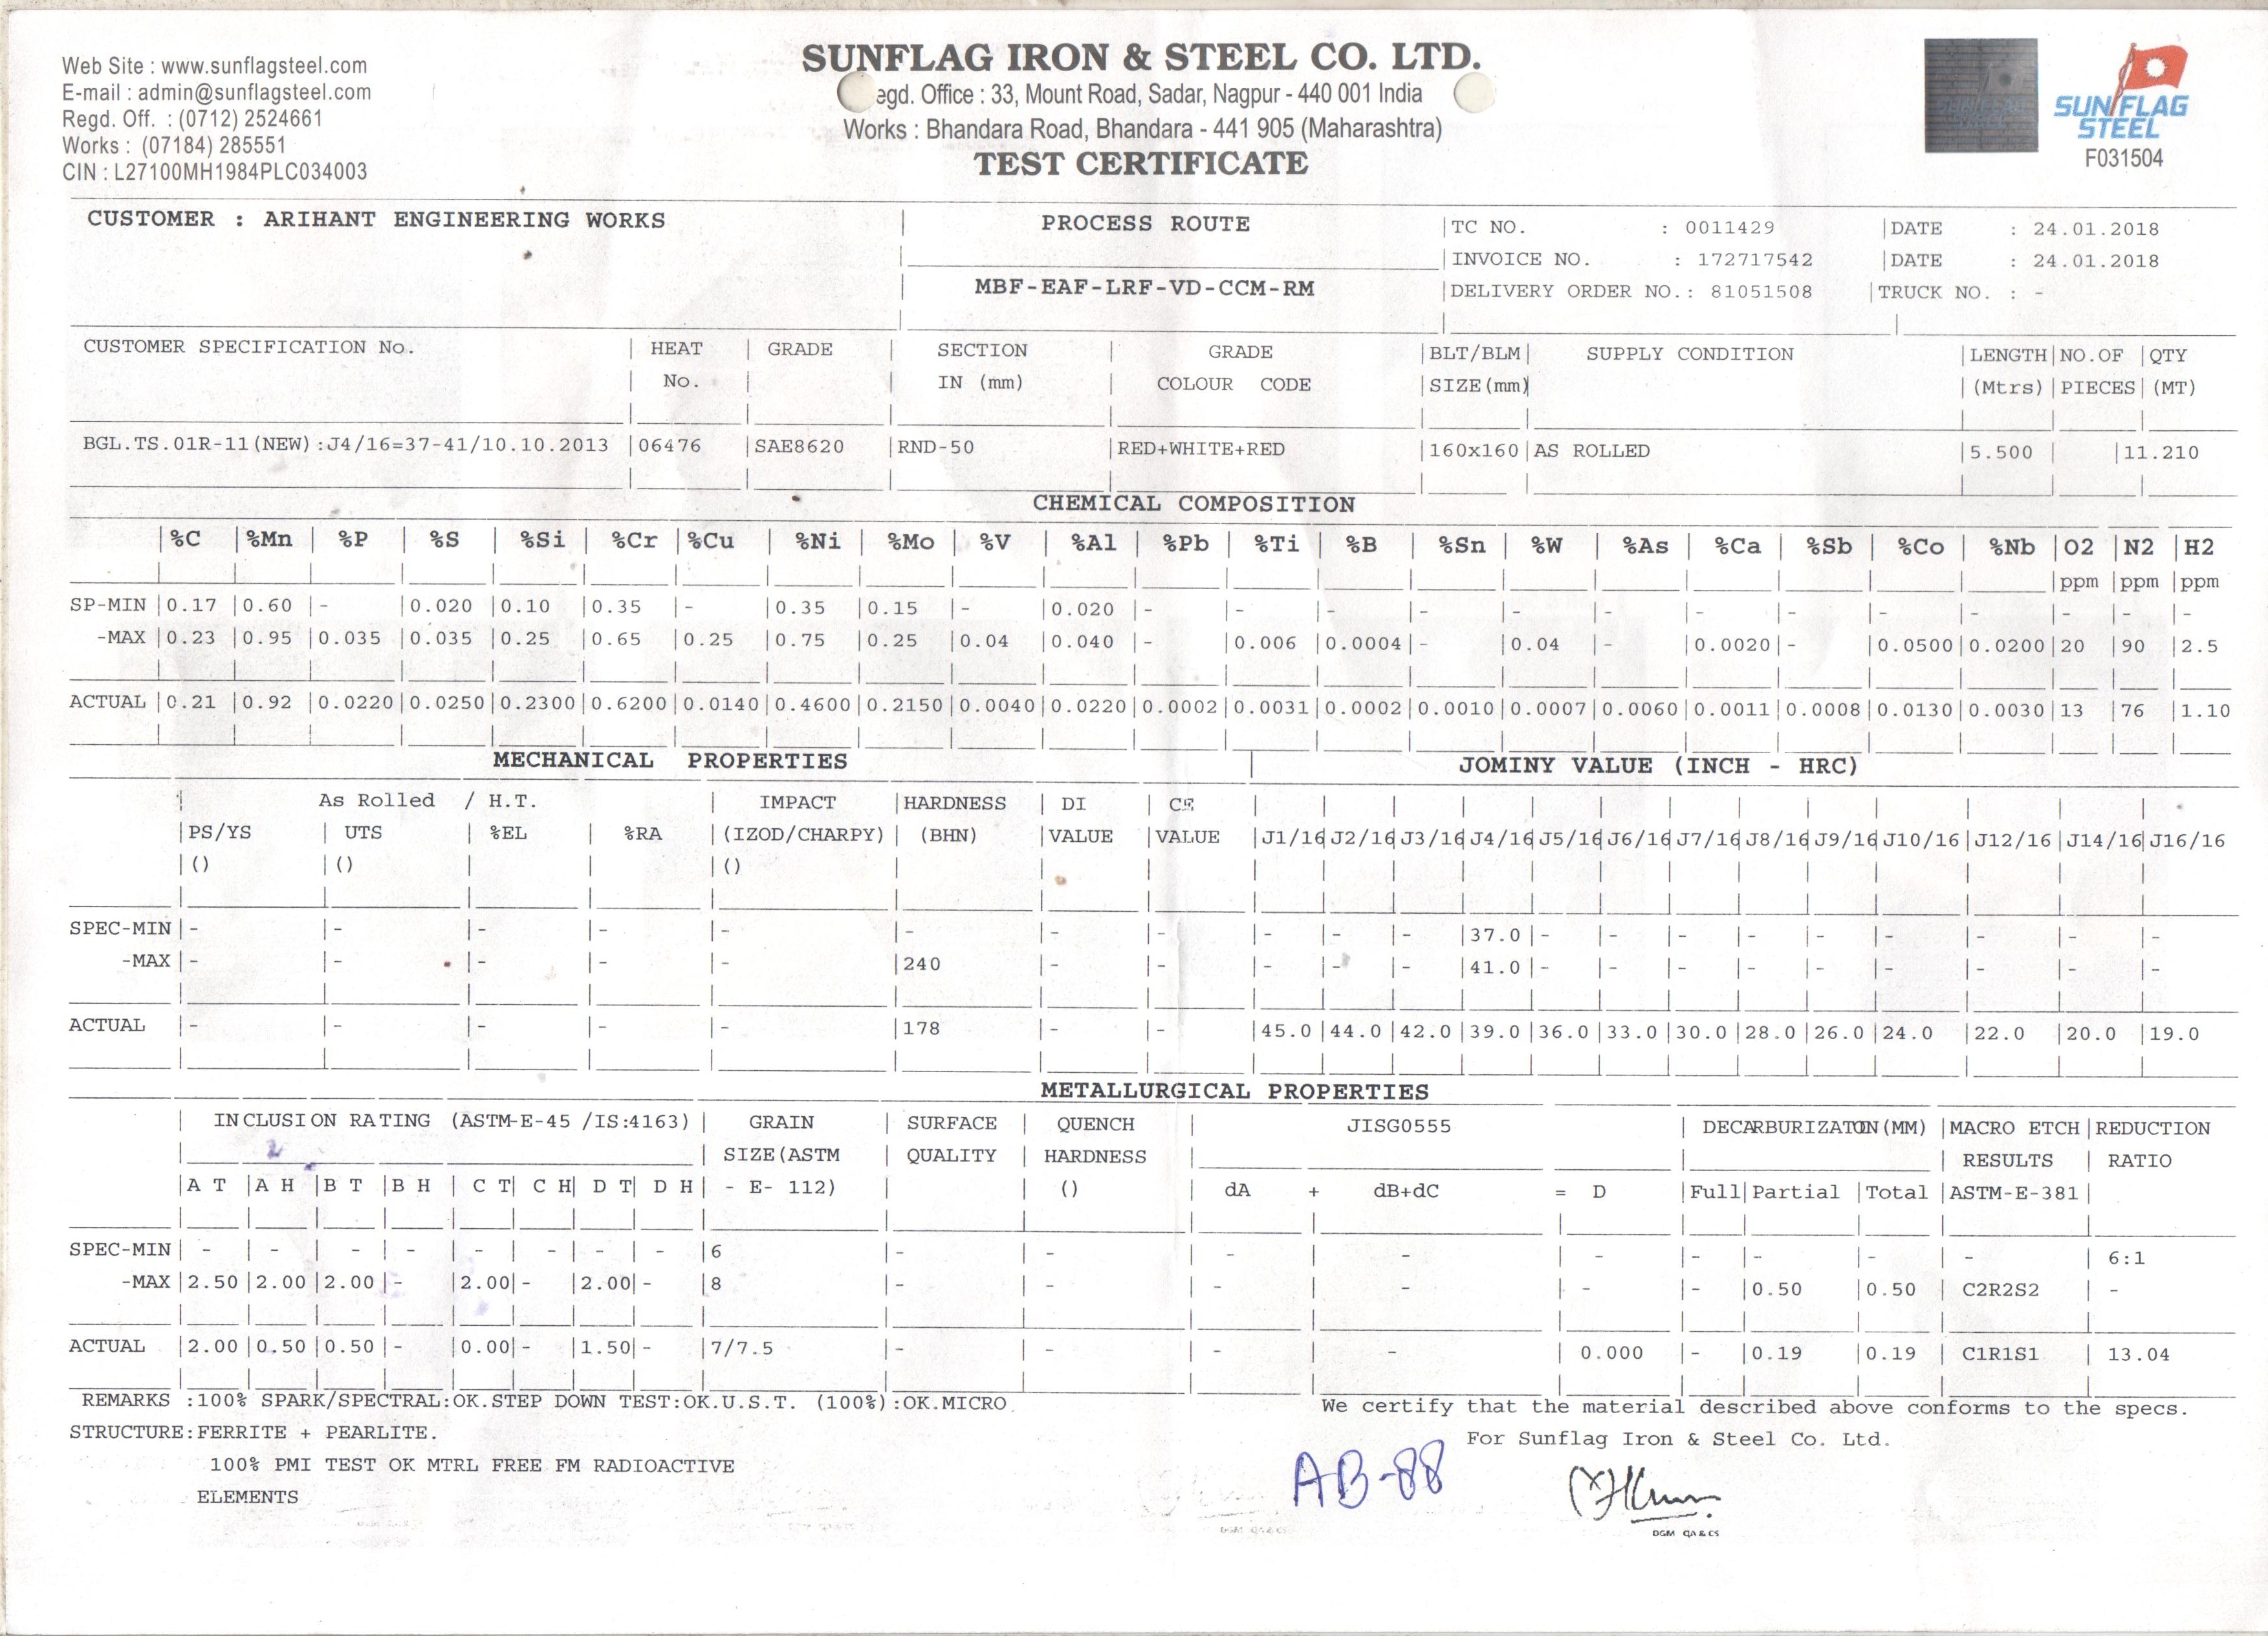 Web Site : www.sunflagsteel.com
E-mail : admin@sunflagsteel.com
Regd. Off. : (0712) 2524661
Works : (07184) 285551
CIN : L27100MH1984PLC034003
SUNFLAG IRON & STEEL CO. LTD.
egd. Office : 33, Mount Road, Sadar, Nagpur - 440 001 India
Works : Bhandara Road, Bhandara - 441 905 (Maharashtra)
TEST CERTIFICATE
SUN FLAG
STEEL
F031504
CUSTOMER : ARIHANT ENGINEERING WORKS
PROCESS ROUTE
MBF-EAF-LRF-VD-CCM-RM
TC NO. : 0011429 DATE : 24.01.2018
INVOICE NO. : 172717542 DATE : 24.01.2018
DELIVERY ORDER NO.: 81051508 TRUCK NO. : -
CUSTOMER SPECIFICATION No. HEAT GRADE SECTION GRADE BLT/BLM SUPPLY CONDITION LENGTH NO.OF QTY
No. IN (mm) COLOUR CODE SIZE(mm) (Mtrs) PIECES (MT)
BGL.TS.01R-11(NEW):J4/16=37-41/10.10.2013 06476 SAE8620 RND-50 RED+WHITE+RED 160x160 AS ROLLED 5.500 11.210
CHEMICAL COMPOSITION
%C %Mn %P %S %Si %Cr %Cu %Ni %Mo %V %Al %Pb %Ti %B %Sn %W %As %Ca %Sb %Co %Nb O2 N2 H2
ppm ppm ppm
SP-MIN 0.17 0.60 - 0.020 0.10 0.35 - 0.35 0.15 - 0.020 - - - - - - - - - - - - -
-MAX 0.23 0.95 0.035 0.035 0.25 0.65 0.25 0.75 0.25 0.04 0.040 - 0.006 0.0004 - 0.04 - 0.0020 - 0.0500 0.0200 20 90 2.5
ACTUAL 0.21 0.92 0.0220 0.0250 0.2300 0.6200 0.0140 0.4600 0.2150 0.0040 0.0220 0.0002 0.0031 0.0002 0.0010 0.0007 0.0060 0.0011 0.0008 0.0130 0.0030 13 76 1.10
MECHANICAL PROPERTIES JOMINY VALUE (INCH - HRC)
As Rolled / H.T. IMPACT HARDNESS DI CE
PS/YS UTS %EL %RA (IZOD/CHARPY) (BHN) VALUE VALUE J1/16 J2/16 J3/16 J4/16 J5/16 J6/16 J7/16 J8/16 J9/16 J10/16 J12/16 J14/16 J16/16
() () ()
SPEC-MIN - - - - - - - - - - - 37.0 - - - - - - - - -
-MAX - - - - - 240 - - - - - 41.0 - - - - - - - - -
ACTUAL - - - - - 178 - - 45.0 44.0 42.0 39.0 36.0 33.0 30.0 28.0 26.0 24.0 22.0 20.0 19.0
METALLURGICAL PROPERTIES
INCLUSION RATING (ASTM-E-45 /IS:4163) GRAIN SURFACE QUENCH JISG0555 DECARBURIZATON(MM) MACRO ETCH REDUCTION
SIZE(ASTM QUALITY HARDNESS RESULTS RATIO
A T A H B T B H C T C H D T D H - E- 112) () dA + dB+dC = D Full Partial Total ASTM-E-381
SPEC-MIN - - - - - - - - 6 - - - - - - - - - 6:1
-MAX 2.50 2.00 2.00 - 2.00 - 2.00 - 8 - - - - - - 0.50 0.50 C2R2S2 -
ACTUAL 2.00 0.50 0.50 - 0.00 - 1.50 - 7/7.5 - - - - 0.000 - 0.19 0.19 C1R1S1 13.04
REMARKS :100% SPARK/SPECTRAL:OK.STEP DOWN TEST:OK.U.S.T. (100%):OK.MICRO
STRUCTURE:FERRITE + PEARLITE.
100% PMI TEST OK MTRL FREE FM RADIOACTIVE
ELEMENTS
We certify that the material described above conforms to the specs.
For Sunflag Iron & Steel Co. Ltd.
AB-88
DGM QA & CS